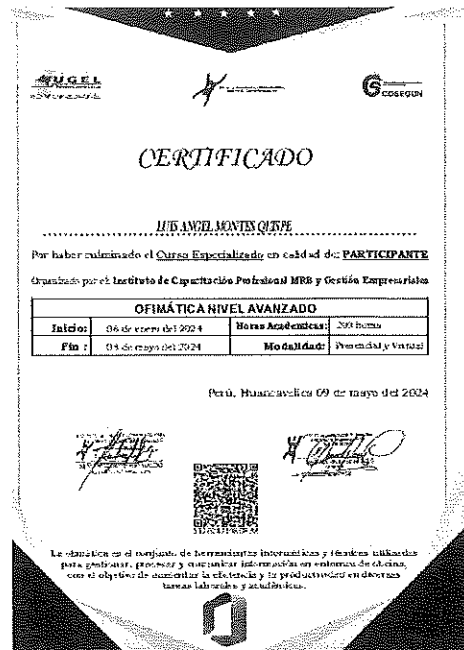 UGEL
COSEGUN
CERTIFICADO
LUIS ANGEL MONTES QUISPE
Por haber culminado el Curso Especializado en calidad de: PARTICIPANTE
Organizado por el: Instituto de Capacitación Profesional MRB y Gestión Empresariales
OFIMÁTICA NIVEL AVANZADO
Inicio: 06 de enero del 2024 Horas Académicas: 200 horas
Fin : de mayo del 2024 Modalidad: Presencial y Virtual
Perú, Huancavelica 09 de mayo del 2024
La ofimática es el conjunto de herramientas informáticas y técnicas utilizadas
para gestionar, procesar y comunicar información en entornos de oficina,
con el objetivo de aumentar la eficiencia y la productividad en diversas
tareas laborales y académicas.